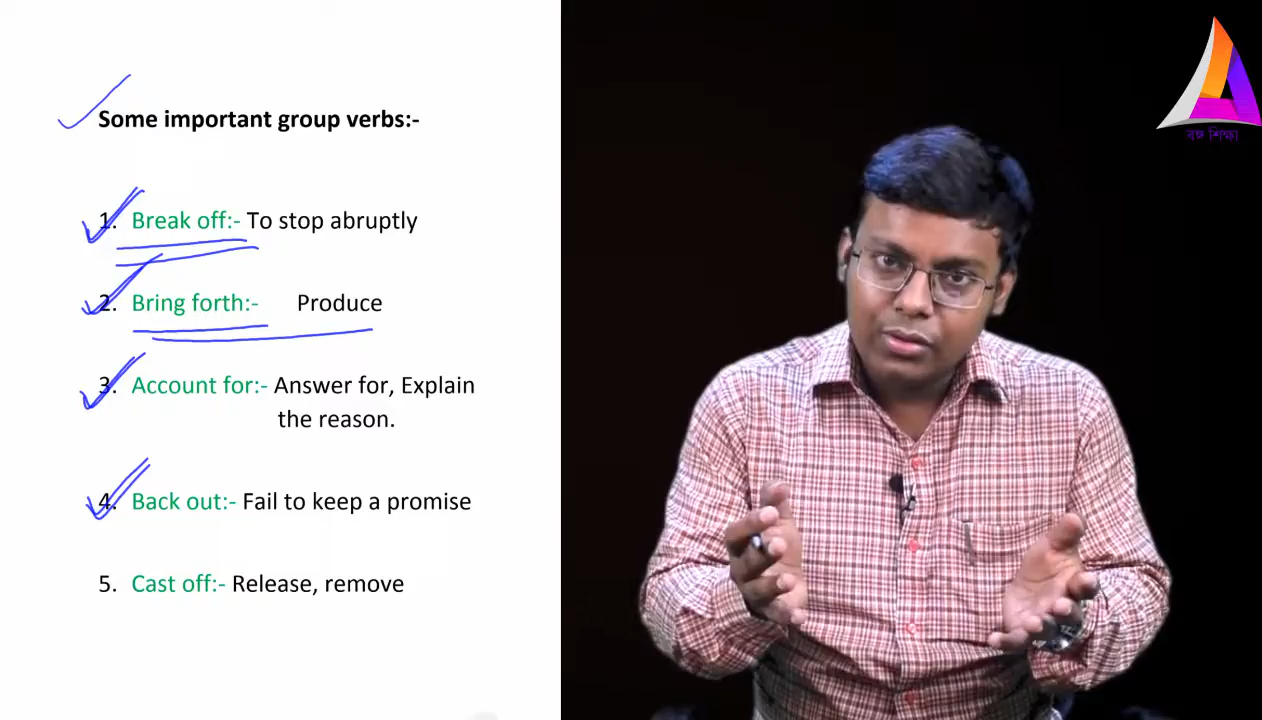 Some important group verbs:-
1. Break off:- To stop abruptly
2. Bring forth:- Produce
3. Account for:- Answer for, Explain
the reason.
4. Back out:- Fail to keep a promise
5. Cast off:- Release, remove
বঙ্গ শিক্ষা